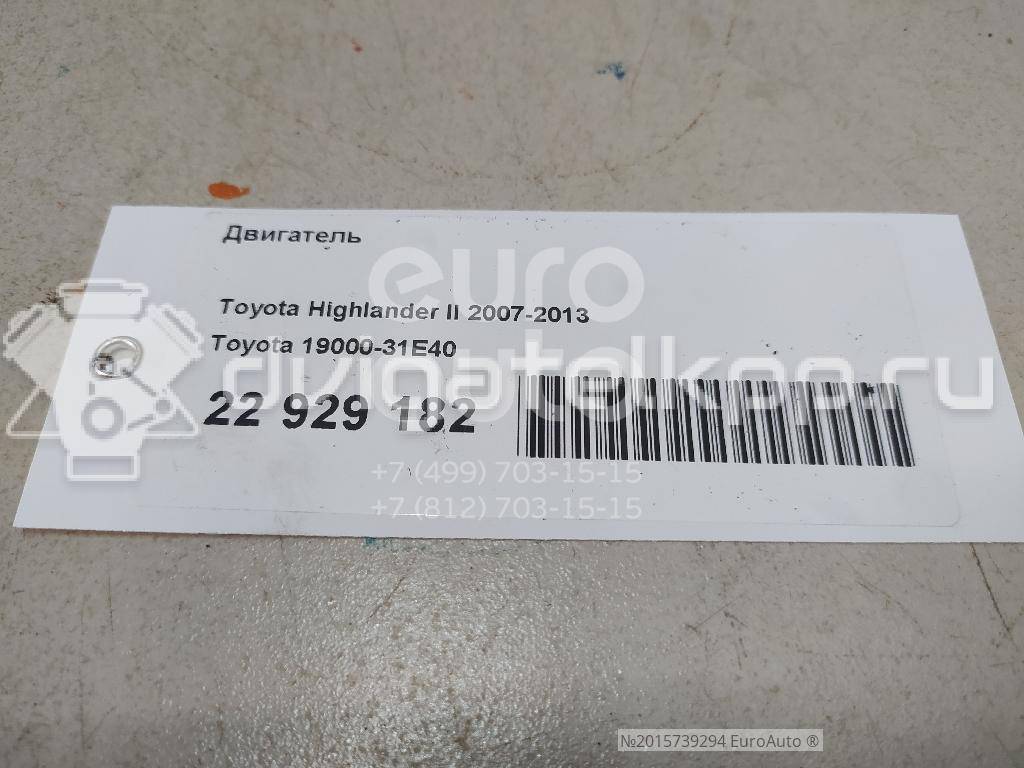 Двигатель
Toyota Highlander II 2007-2013
Toyota 19000-31E40
22 929 182
euro
dvigatelkpp.ru
+7 (499) 703-15-15
+7 (812) 703-15-15
№2015739294 EuroAuto ®